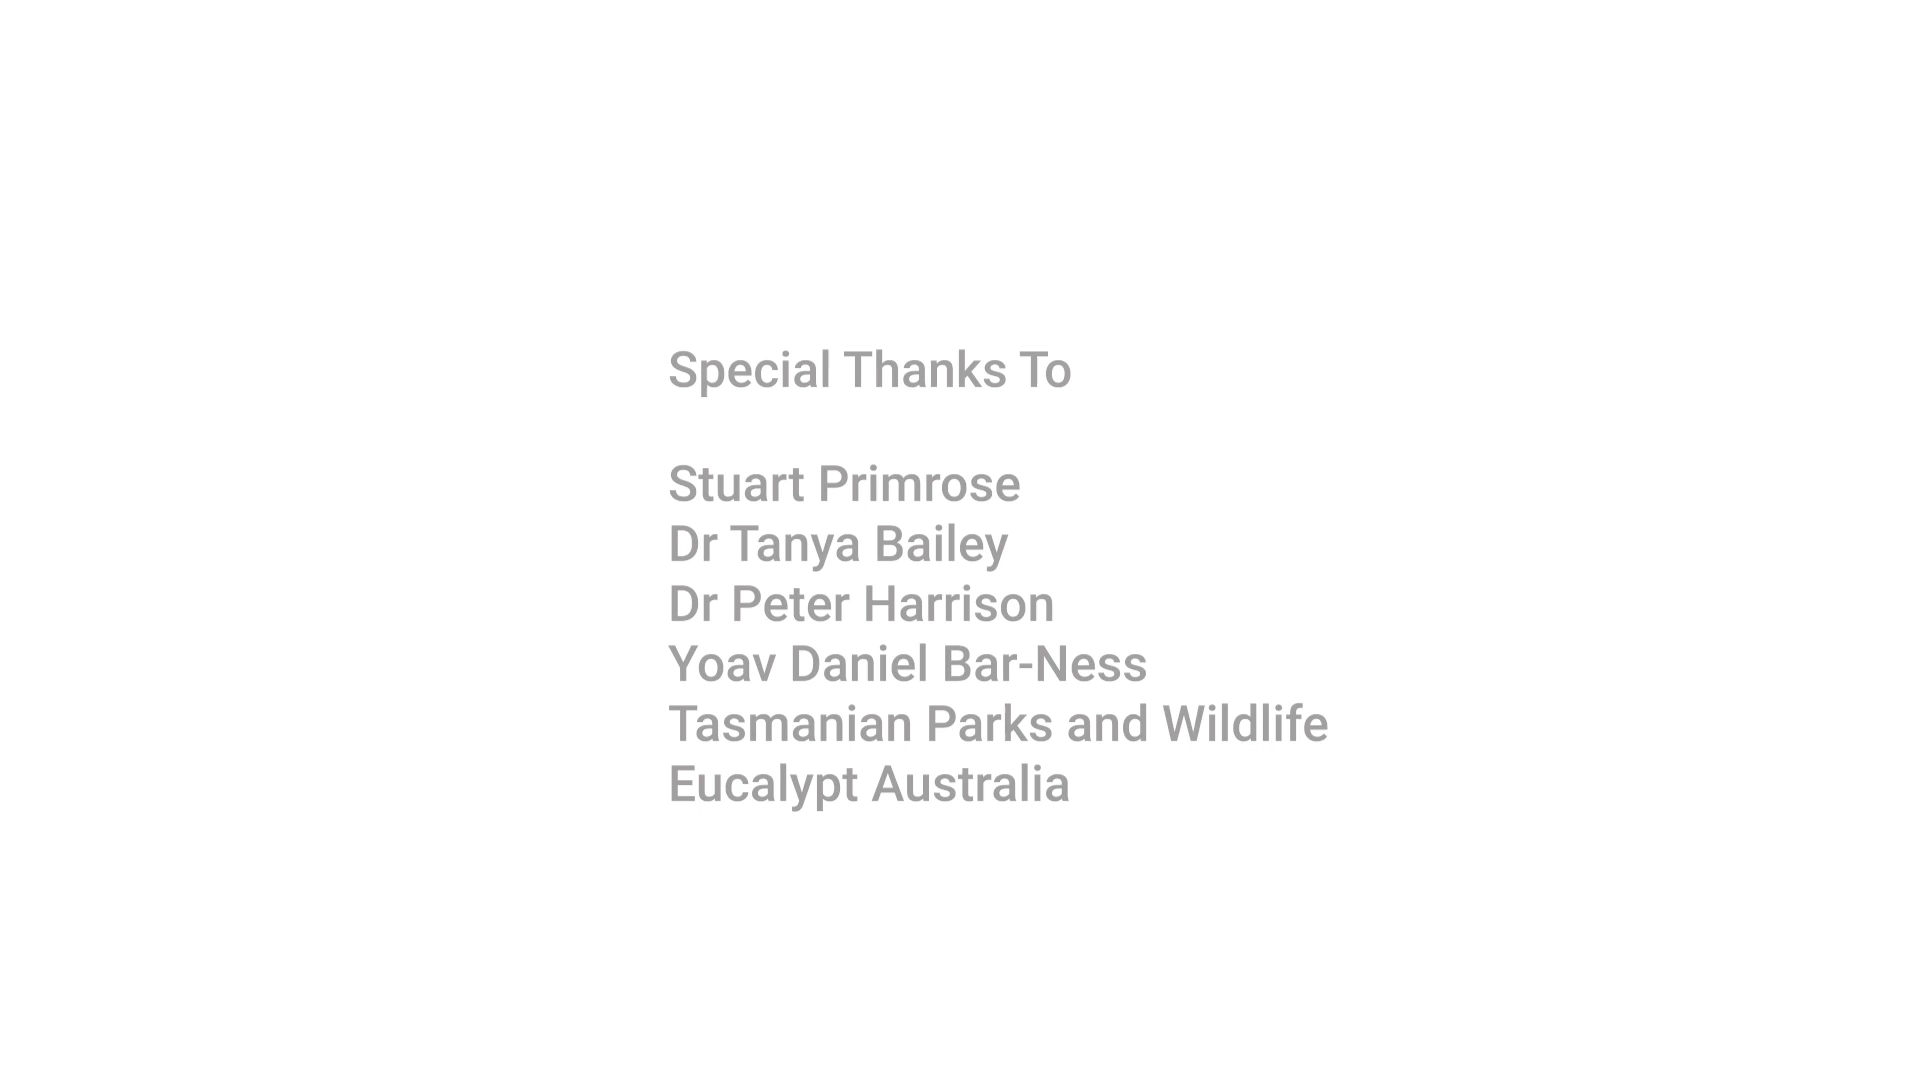 Special Thanks To
Stuart Primrose
Dr Tanya Bailey
Dr Peter Harrison
Yoav Daniel Bar-Ness
Tasmanian Parks and Wildlife
Eucalypt Australia